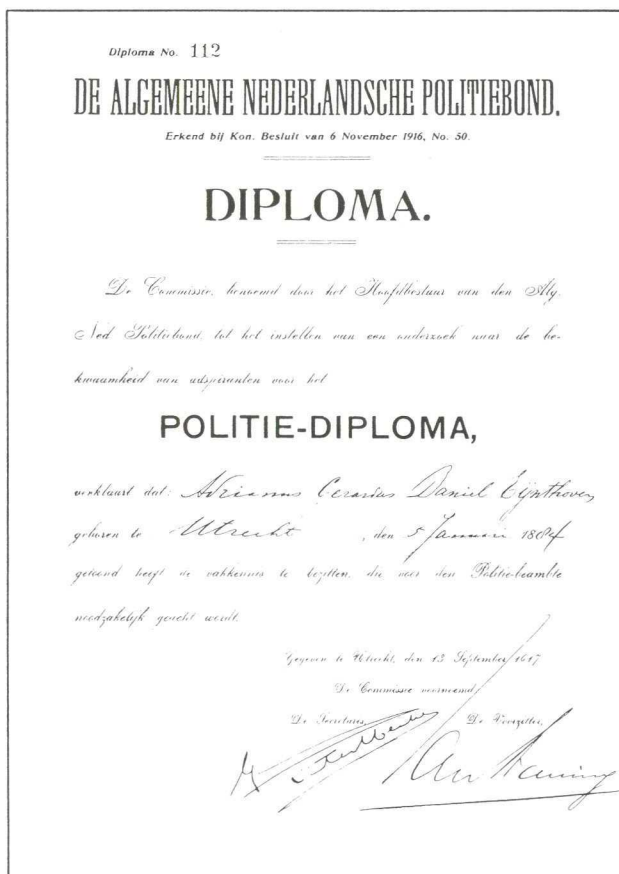 Diploma No. 112
DE ALGEMEENE NEDERLANDSCHE POLITIEBOND.
Erkend bij Kon. Besluit van 6 November 1916, No. 50.
DIPLOMA.
De Commissie, benoemd door het Hoofdbestuur van den Alg.
Ned Politiebond, tot het instellen van een onderzoek naar de be-
kwaamheid van adspiranten voor het
POLITIE-DIPLOMA,
verklaart dat: Adrianus Daniel Eijnthoven
geboren te Utrecht, den 5 Januari 1884
getoond heeft de vakkennis te bezitten, die voor den Politiebeambte
noodzakelijk geacht wordt.
Gegeven te Utrecht, den 13 September 1917
De Commissie voornoemd,
De Secretaris, De Voorzitter,